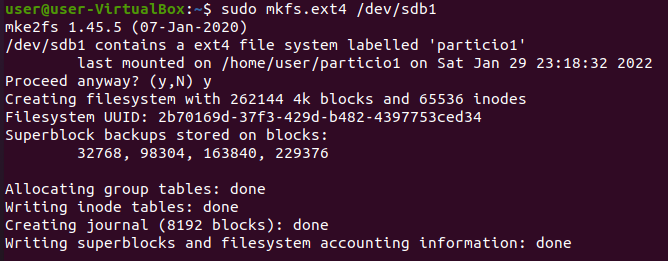 user@user-VirtualBox:~$ sudo mkfs.ext4 /dev/sdb1
mke2fs 1.45.5 (07-Jan-2020)
/dev/sdb1 contains a ext4 file system labelled 'particio1'
        last mounted on /home/user/particio1 on Sat Jan 29 23:18:32 2022
Proceed anyway? (y,N) y
Creating filesystem with 262144 4k blocks and 65536 inodes
Filesystem UUID: 2b70169d-37f3-429d-b482-4397753ced34
Superblock backups stored on blocks:
        32768, 98304, 163840, 229376

Allocating group tables: done
Writing inode tables: done
Creating journal (8192 blocks): done
Writing superblocks and filesystem accounting information: done